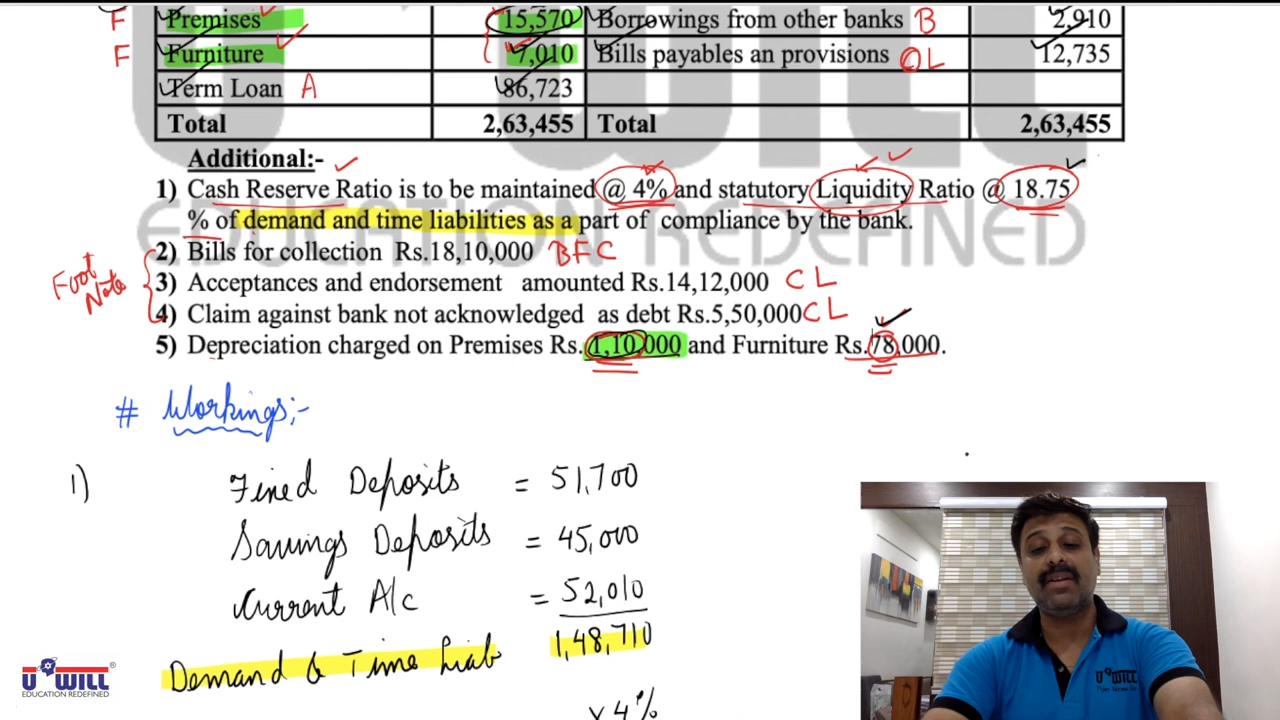 F Premises 15,570 Borrowings from other banks B 2,910
F Furniture 7,010 Bills payables an provisions OL 12,735
Term Loan A 86,723
Total 2,63,455 Total 2,63,455
Additional:-
1) Cash Reserve Ratio is to be maintained @ 4% and statutory Liquidity Ratio @ 18.75
% of demand and time liabilities as a part of compliance by the bank.
2) Bills for collection Rs.18,10,000 BFC
Foot Note
3) Acceptances and endorsement amounted Rs.14,12,000 CL
4) Claim against bank not acknowledged as debt Rs.5,50,000 CL
5) Depreciation charged on Premises Rs.1,10,000 and Furniture Rs.78,000.
EDUCATION REDEFINED
# Workings:-
1) Fixed Deposits = 51,700
Savings Deposits = 45,000
Current A/c = 52,010
Demand & Time Liab 1,48,710
x 4%
U WILL
EDUCATION REDEFINED
®
U WILL